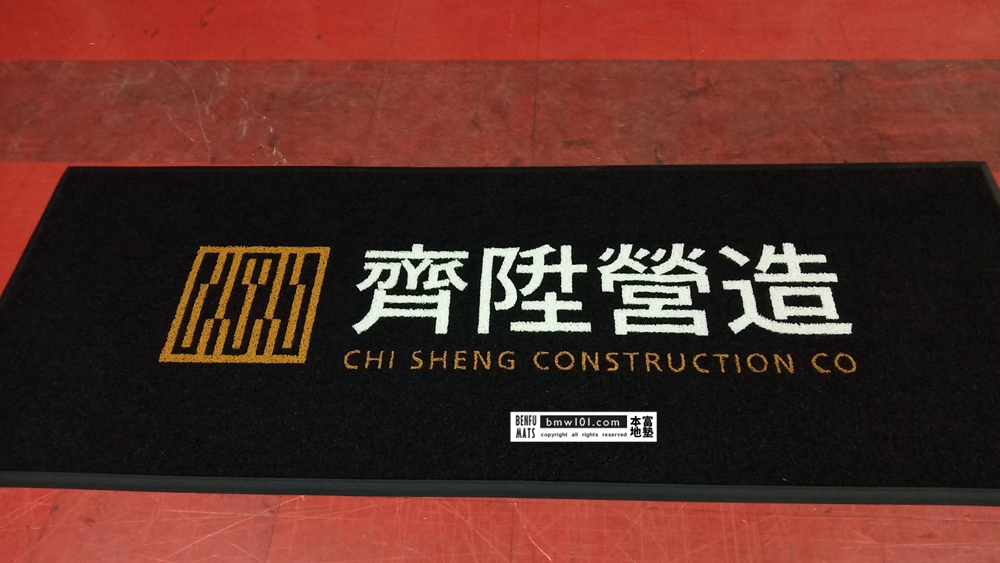 齊陞營造
CHI SHENG CONSTRUCTION CO
BENFU MATS
bmw101.com
copyright all rights reserved
本富
地墊